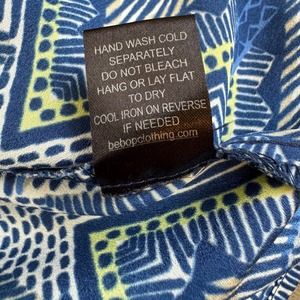 HAND WASH COLD
SEPARATELY
DO NOT BLEACH
HANG OR LAY FLAT
TO DRY
COOL IRON ON REVERSE
IF NEEDED
bebopclothing.com